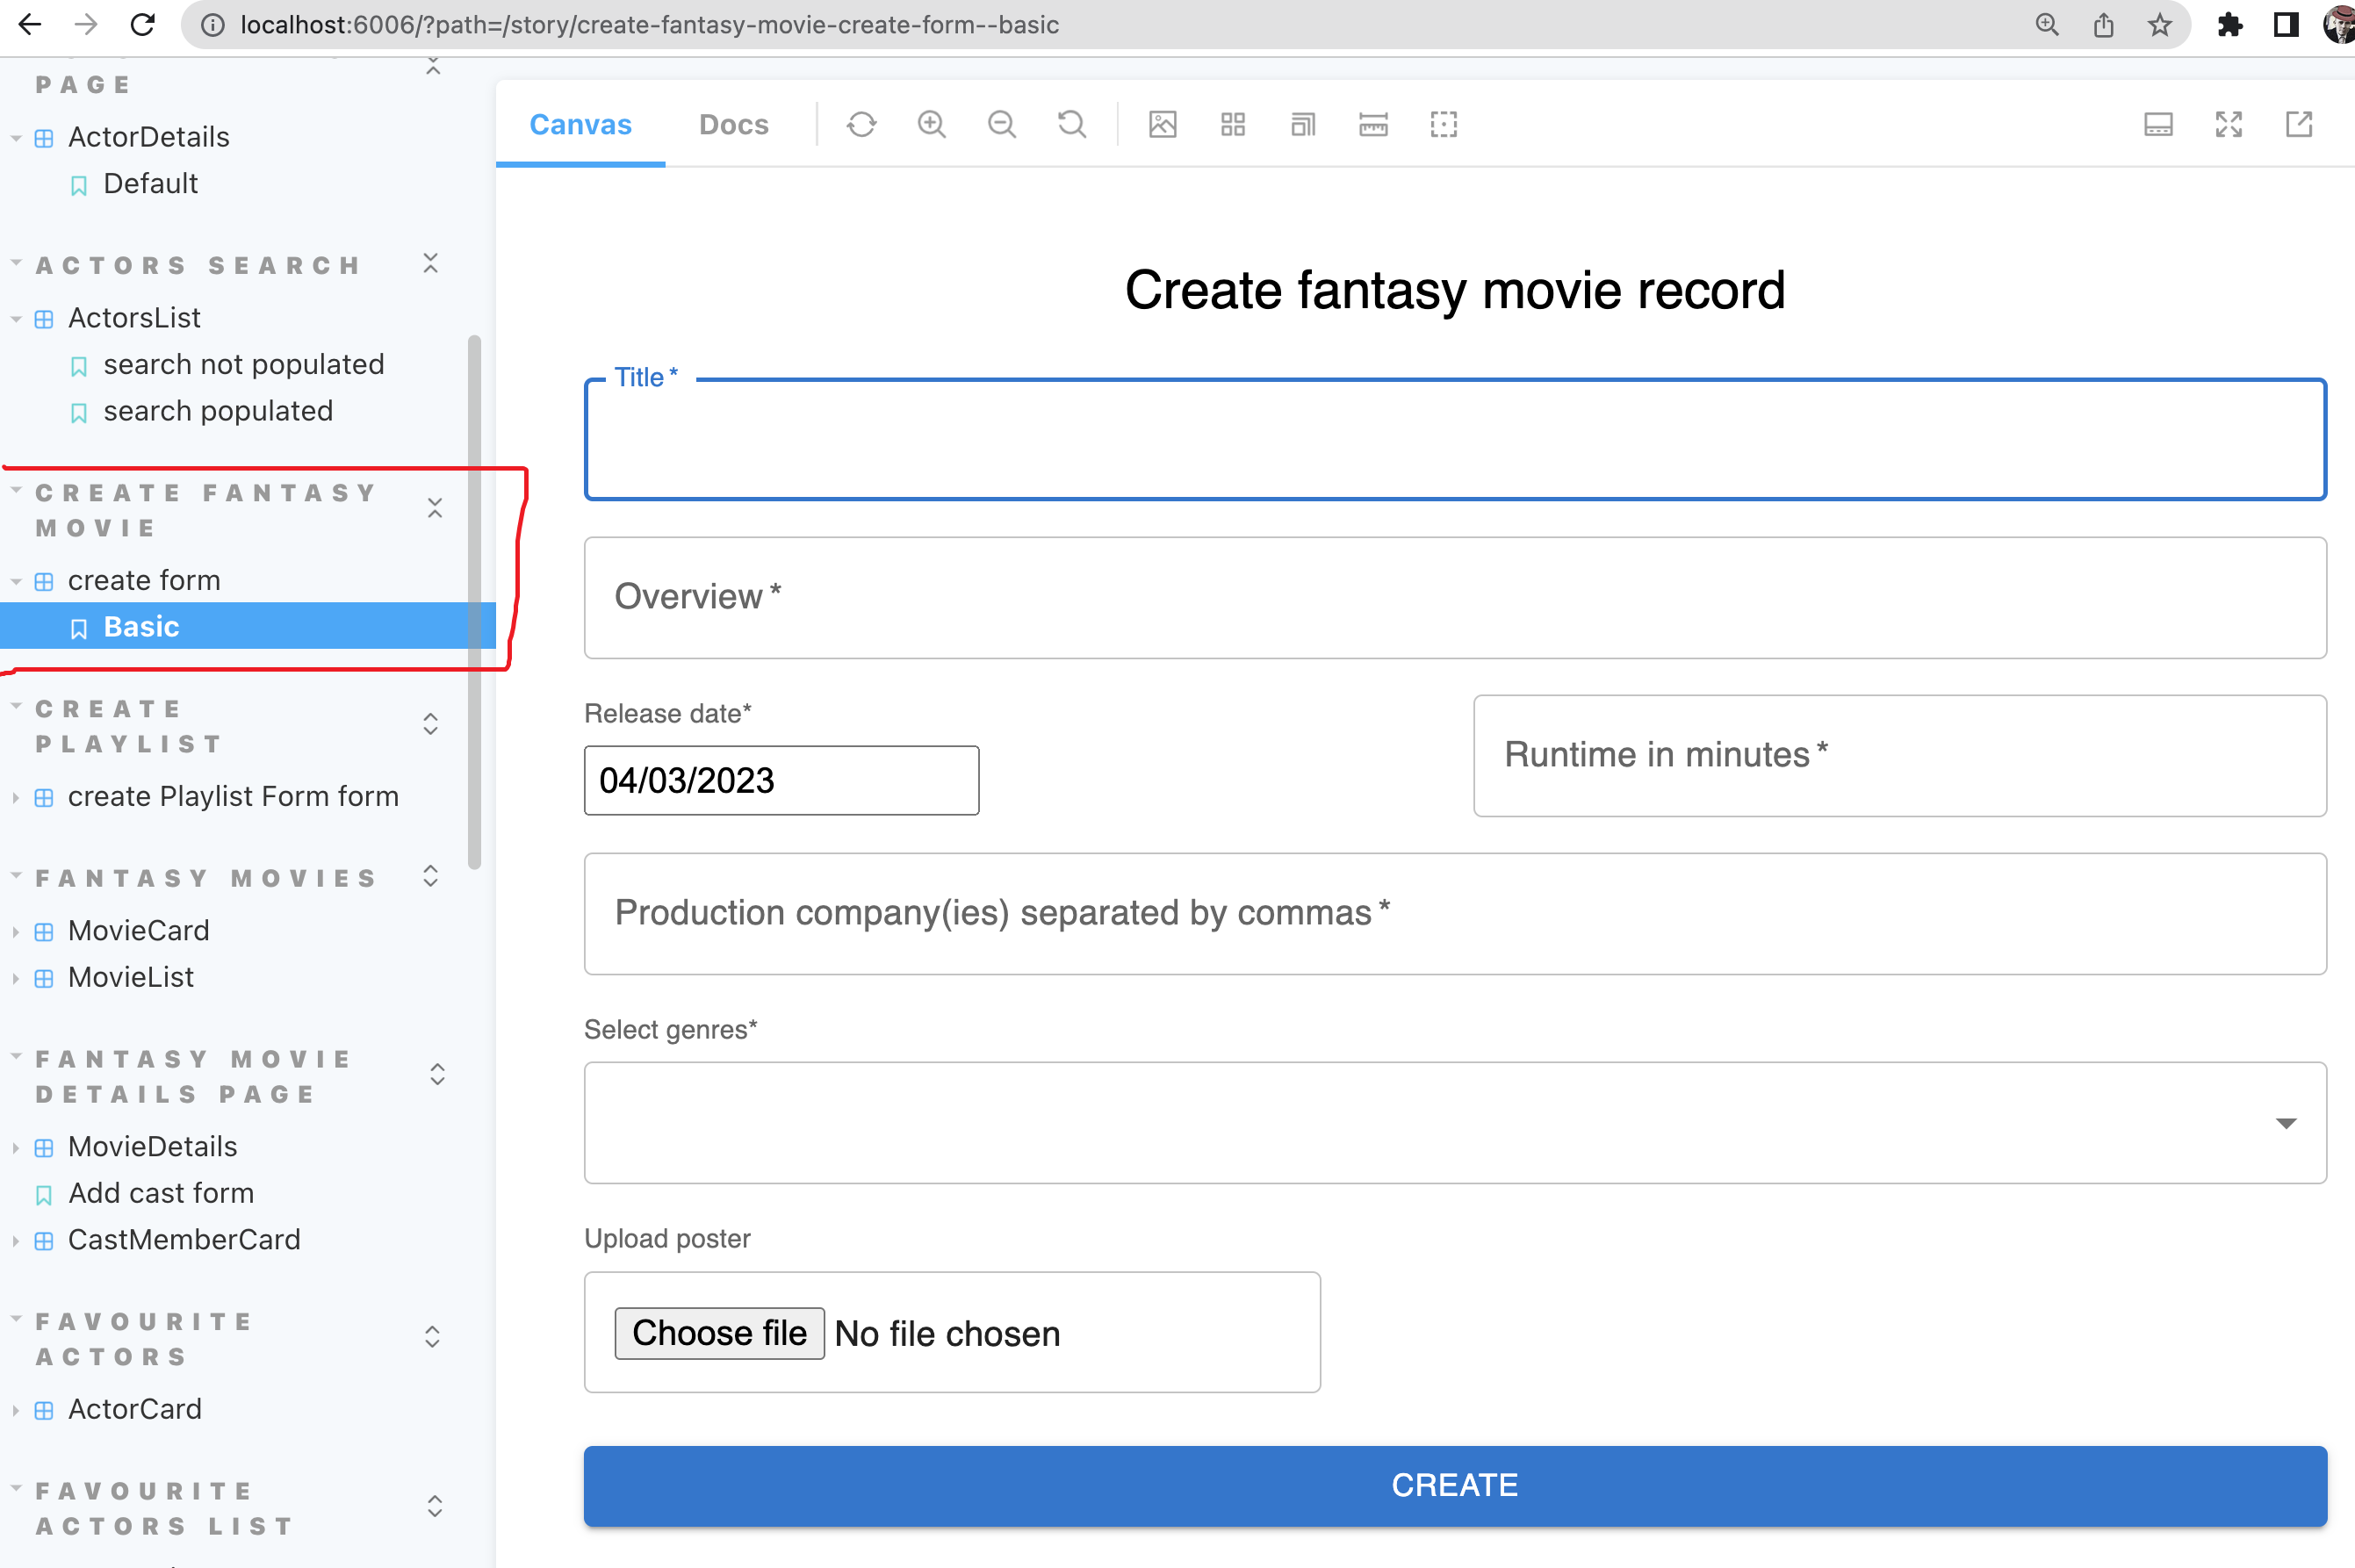 localhost:6006/?path=/story/create-fantasy-movie-create-form--basic
PAGE
ActorDetails
Default
ACTORS SEARCH
ActorsList
search not populated
search populated
CREATE FANTASY
MOVIE
create form
Basic
CREATE
PLAYLIST
create Playlist Form form
FANTASY MOVIES
MovieCard
MovieList
FANTASY MOVIE
DETAILS PAGE
MovieDetails
Add cast form
CastMemberCard
FAVOURITE
ACTORS
ActorCard
FAVOURITE
ACTORS LIST
Canvas Docs
Create fantasy movie record
Title *
Overview *
Release date*
04/03/2023
Runtime in minutes *
Production company(ies) separated by commas *
Select genres*
Upload poster
Choose file No file chosen
CREATE